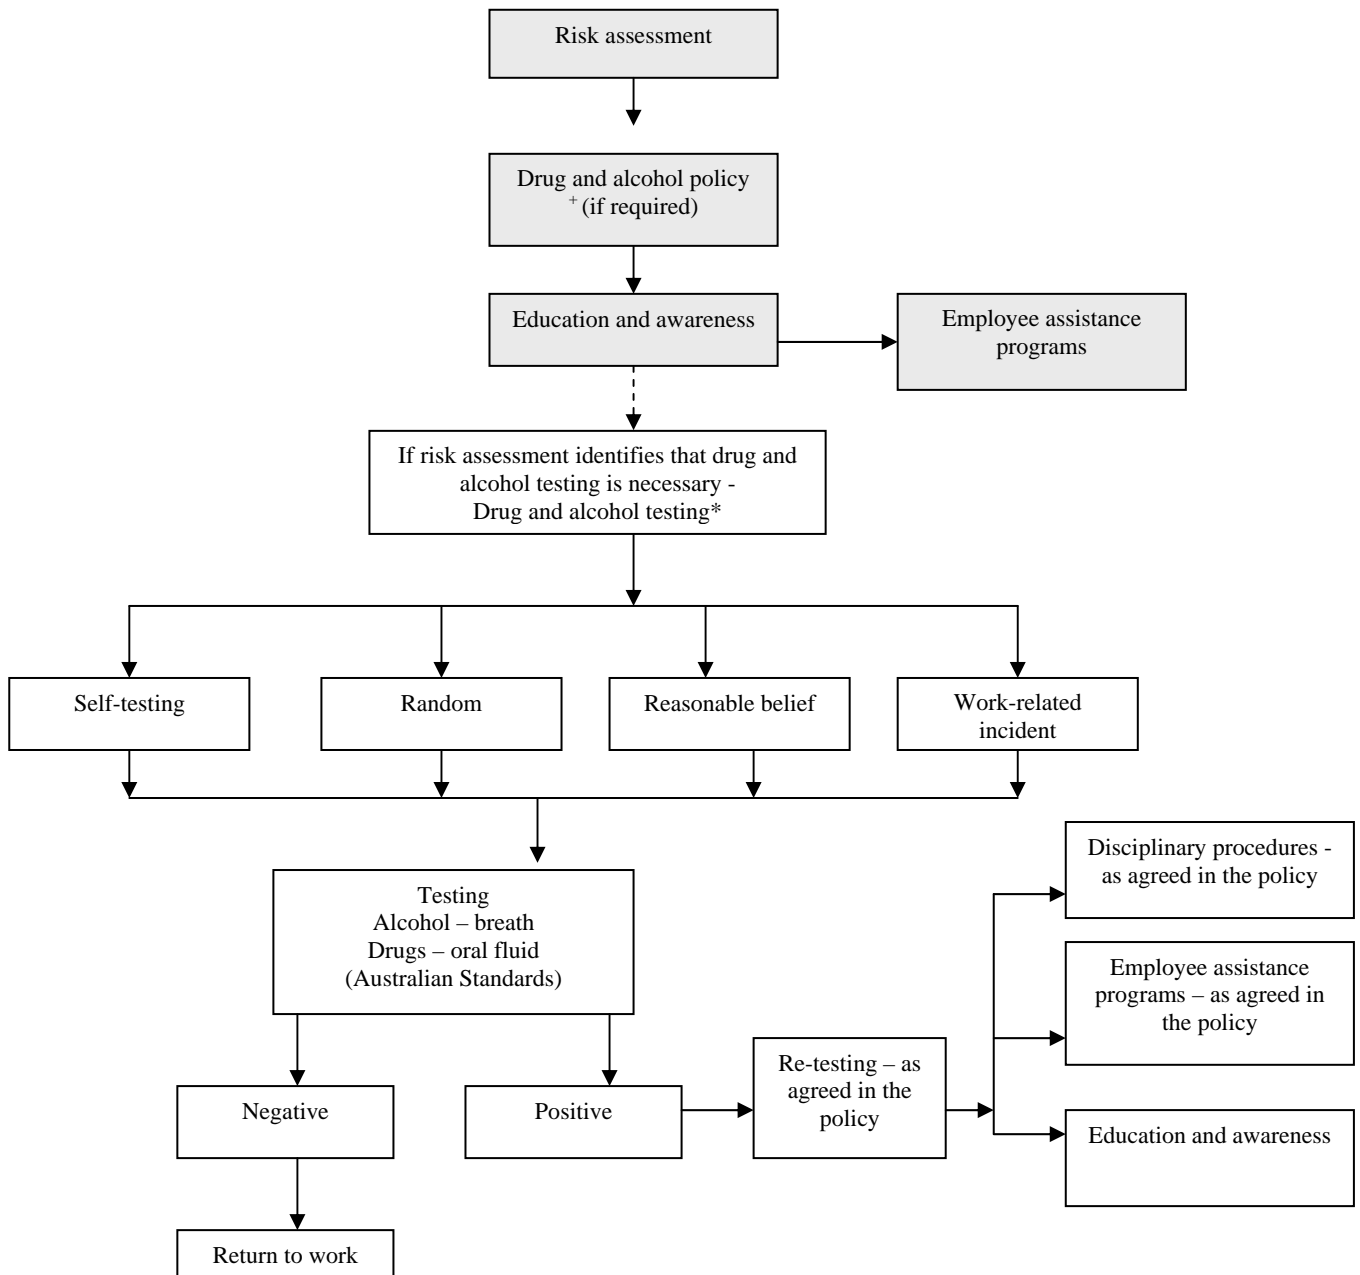 Risk assessment
Drug and alcohol policy
+ (if required)
Education and awareness
Employee assistance
programs
If risk assessment identifies that drug and
alcohol testing is necessary -
Drug and alcohol testing*
Self-testing
Random
Reasonable belief
Work-related
incident
Testing
Alcohol – breath
Drugs – oral fluid
(Australian Standards)
Negative
Positive
Re-testing – as
agreed in the
policy
Disciplinary procedures -
as agreed in the policy
Employee assistance
programs – as agreed in
the policy
Education and awareness
Return to work